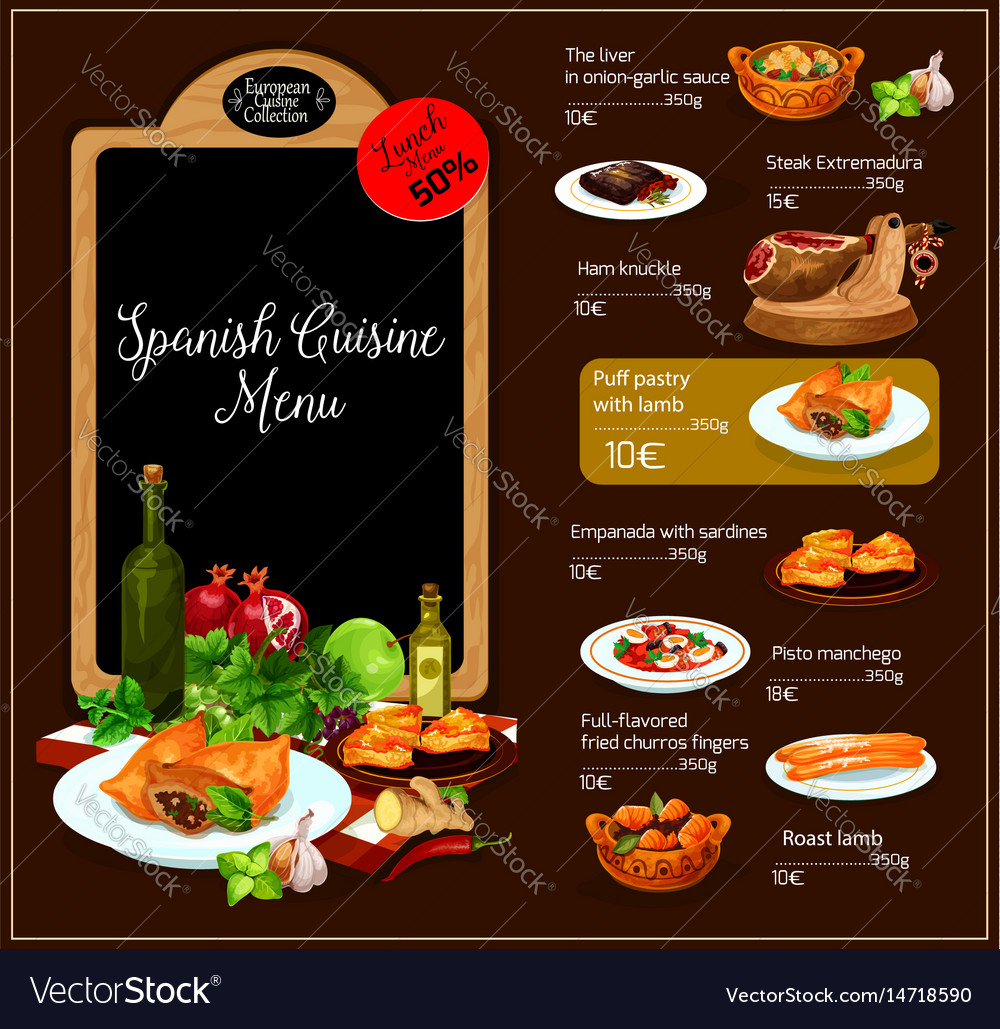 European
Cuisine
Collection
Lunch
Menu
50%
Spanish Cuisine
Menu
The liver
in onion-garlic sauce
......................350g
10€
Steak Extremadura
......................350g
15€
Ham knuckle
......................350g
10€
Puff pastry
with lamb
......................350g
10€
Empanada with sardines
......................350g
10€
Pisto manchego
......................350g
18€
Full-flavored
fried churros fingers
......................350g
10€
Roast lamb
......................350g
10€
VectorStock®
VectorStock.com/14718590